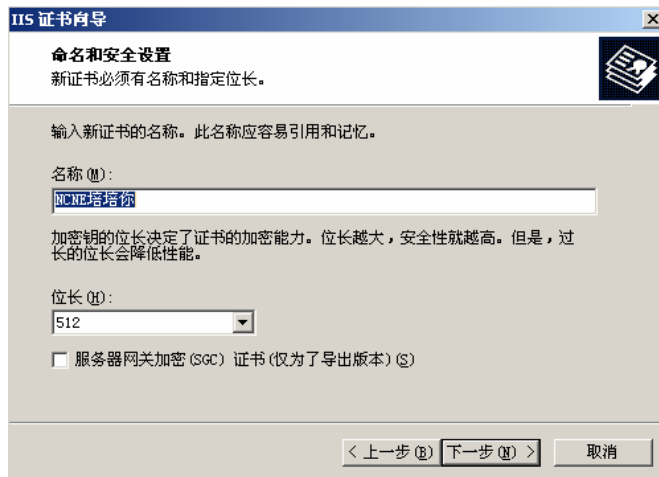 IIS 证书向导
命名和安全设置
新证书必须有名称和指定位长。
输入新证书的名称。此名称应容易引用和记忆。
名称(M):
NCNE培培你
加密钥的位长决定了证书的加密能力。位长越大，安全性就越高。但是，过
长的位长会降低性能。
位长(H):
512
服务器网关加密(SGC) 证书(仅为了导出版本)(S)
< 上一步(B) 下一步(N) > 取消